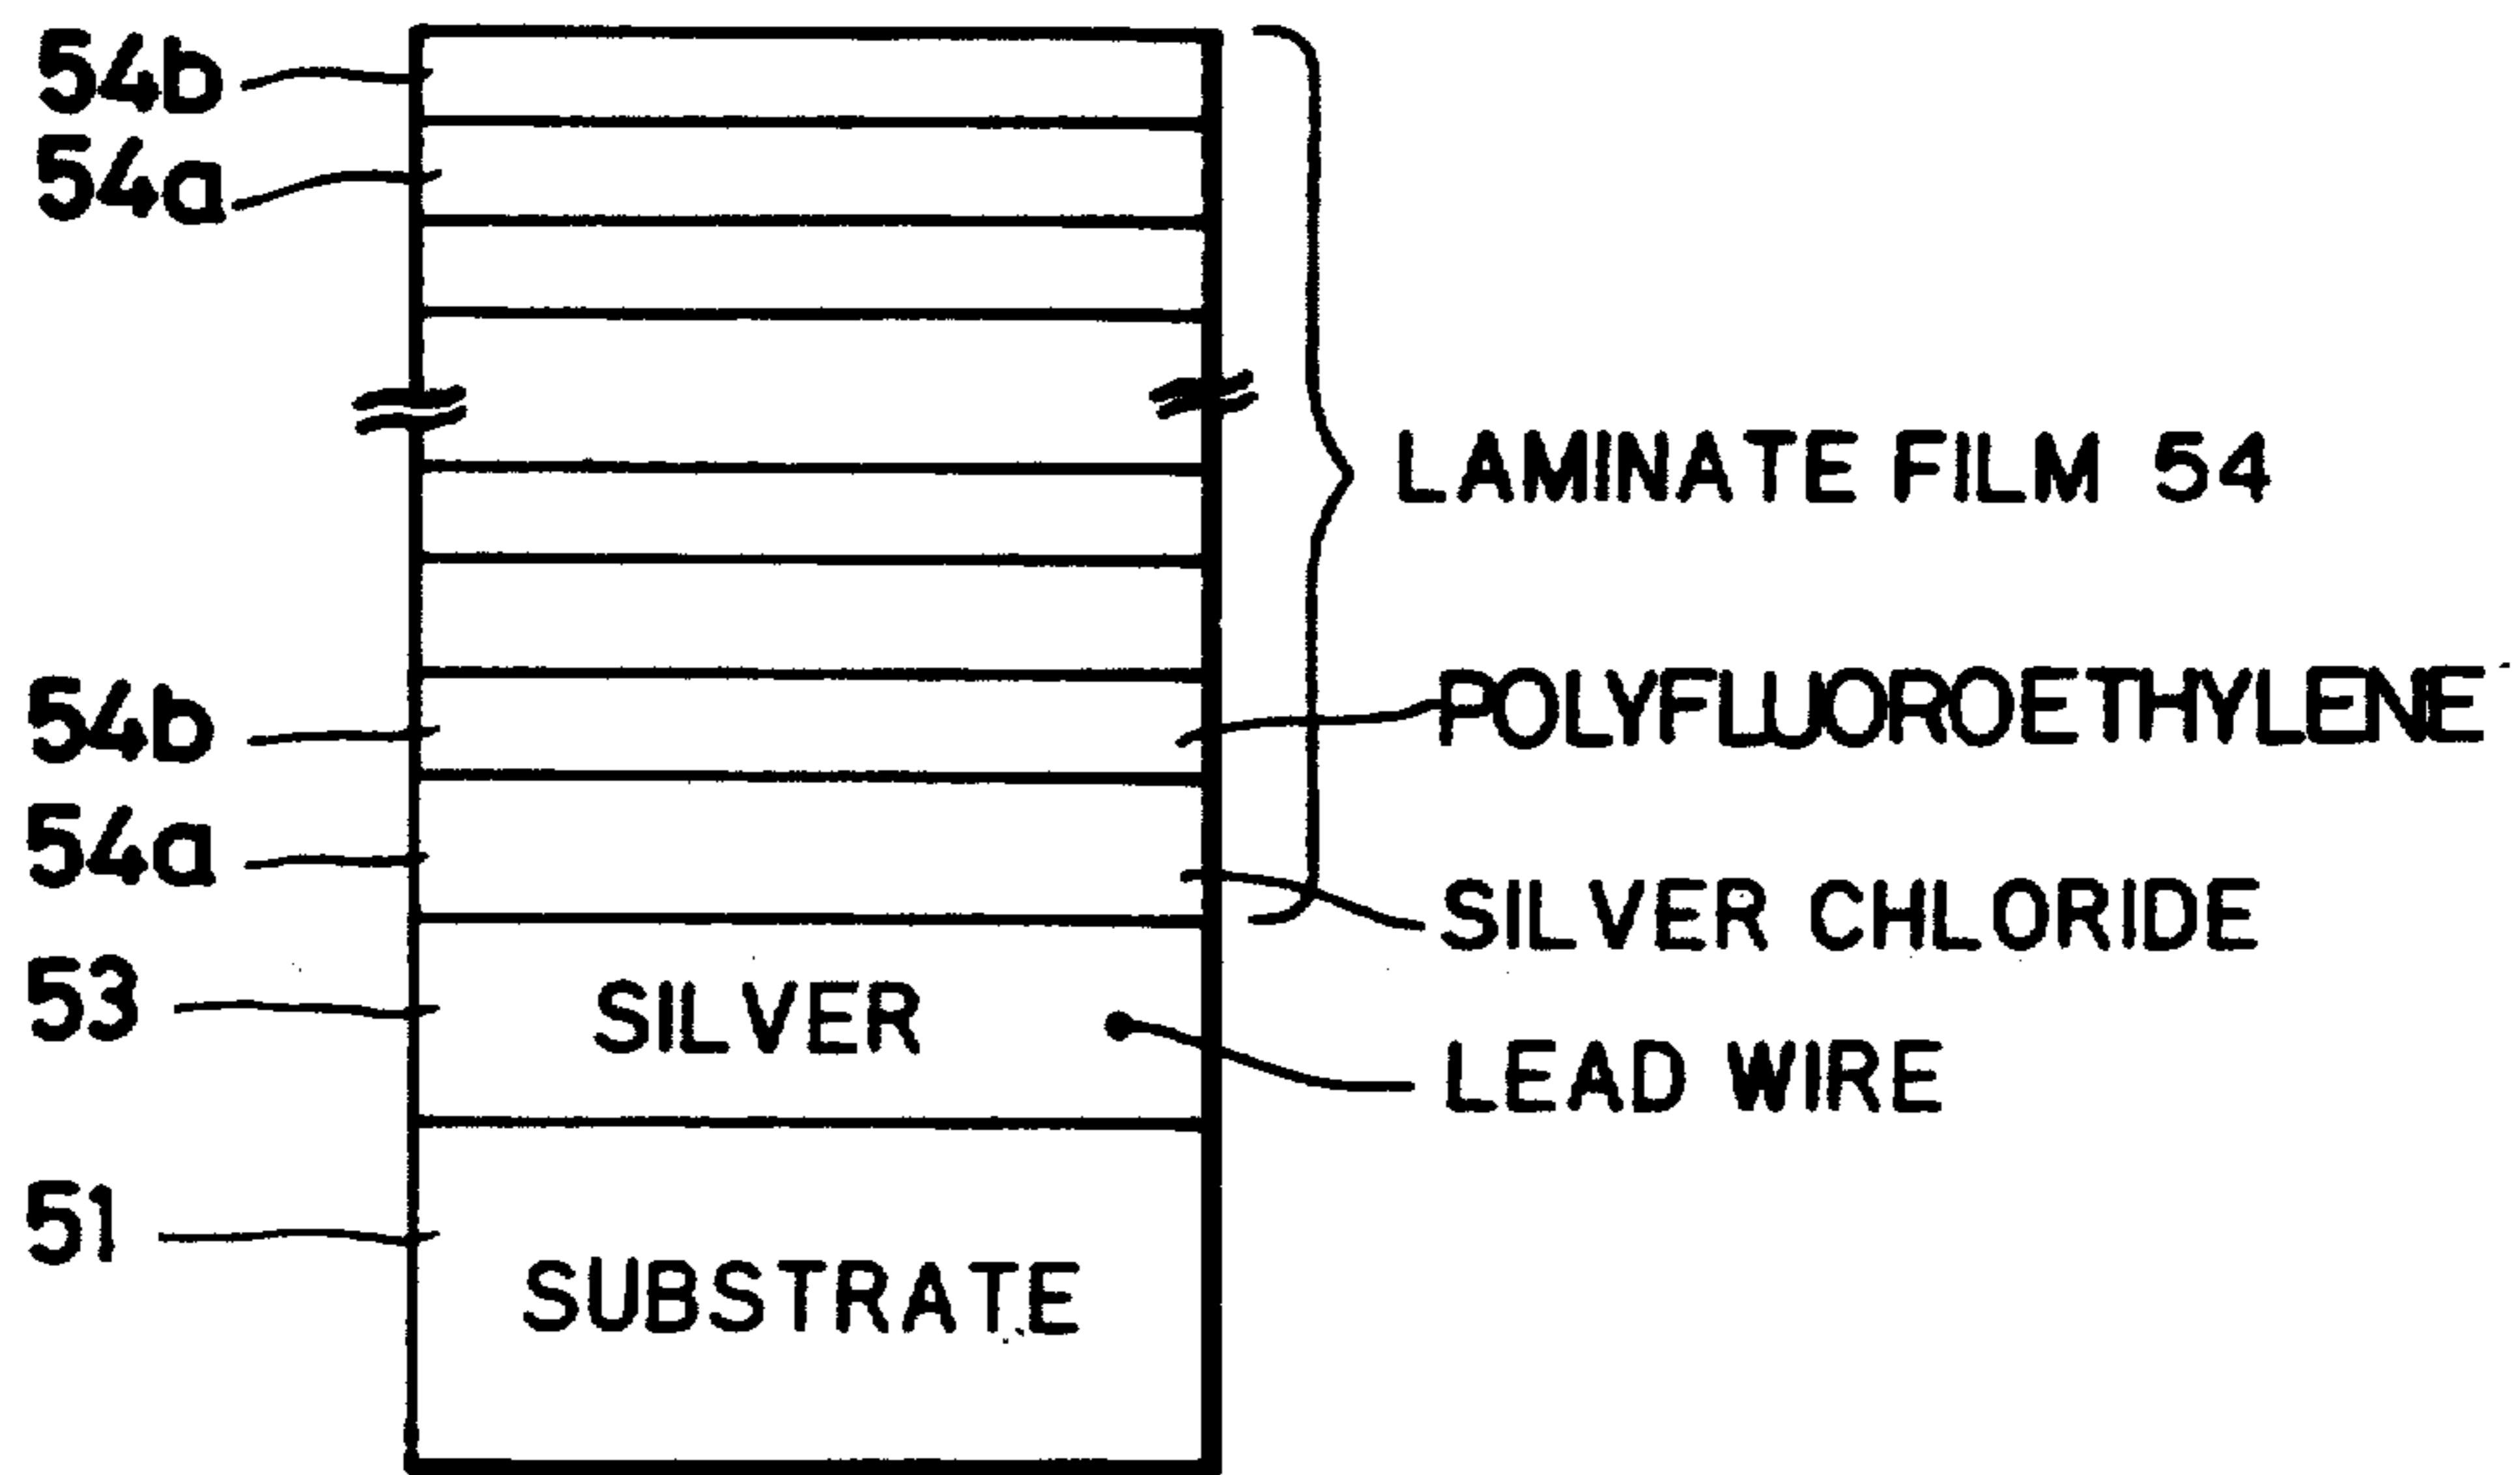 54b
54a
LAMINATE FILM 54
54b
POLYFLUOROETHYLENE
54a
SILVER CHLORIDE
53
SILVER
LEAD WIRE
51
SUBSTRATE